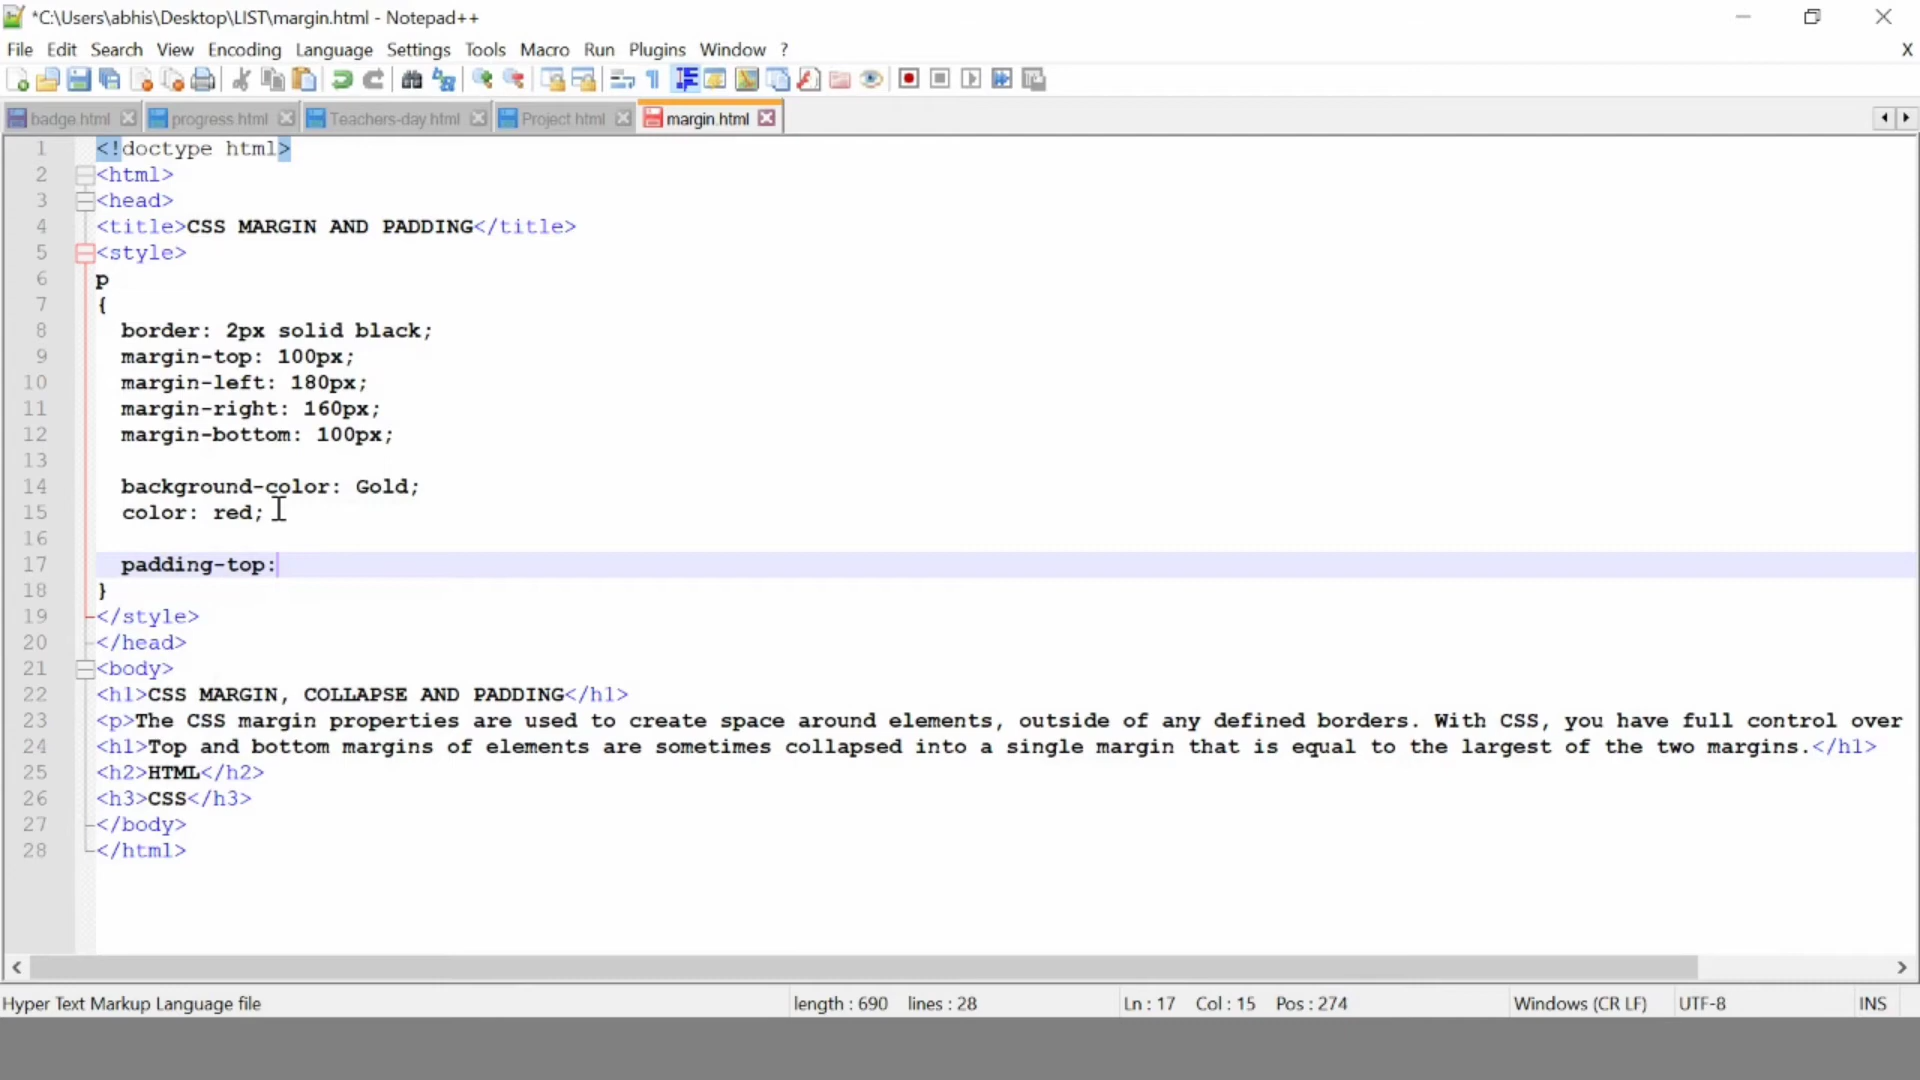 *C:\Users\abhis\Desktop\LIST\margin.html - Notepad++
File Edit Search View Encoding Language Settings Tools Macro Run Plugins Window ? X
badge.html progress.html Teachers-day.html Project.html margin.html
1 <!doctype html>
2 <html>
3 <head>
4 <title>CSS MARGIN AND PADDING</title>
5 <style>
6 p
7 {
8 border: 2px solid black;
9 margin-top: 100px;
10 margin-left: 180px;
11 margin-right: 160px;
12 margin-bottom: 100px;
13
14 background-color: Gold;
15 color: red;
16
17 padding-top:
18 }
19 </style>
20 </head>
21 <body>
22 <h1>CSS MARGIN, COLLAPSE AND PADDING</h1>
23 <p>The CSS margin properties are used to create space around elements, outside of any defined borders. With CSS, you have full control over
24 <h1>Top and bottom margins of elements are sometimes collapsed into a single margin that is equal to the largest of the two margins.</h1>
25 <h2>HTML</h2>
26 <h3>CSS</h3>
27 </body>
28 </html>
Hyper Text Markup Language file length : 690 lines : 28 Ln : 17 Col : 15 Pos : 274 Windows (CR LF) UTF-8 INS